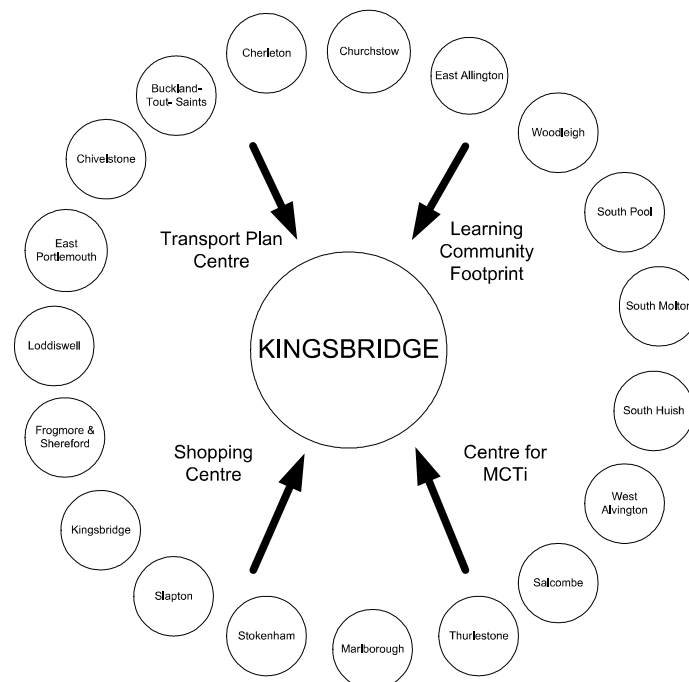 Cherleton
Churchstow
East Allington
Buckland-
Tout- Saints
Woodleigh
Chivelstone
South Pool
East
Portlemouth
Transport Plan
Centre
Learning
Community
Footprint
South Molton
Loddiswell
KINGSBRIDGE
South Huish
Frogmore &
Shereford
Shopping
Centre
Centre for
MCTi
West
Alvington
Kingsbridge
Salcombe
Slapton
Stokenham
Marlborough
Thurlestone